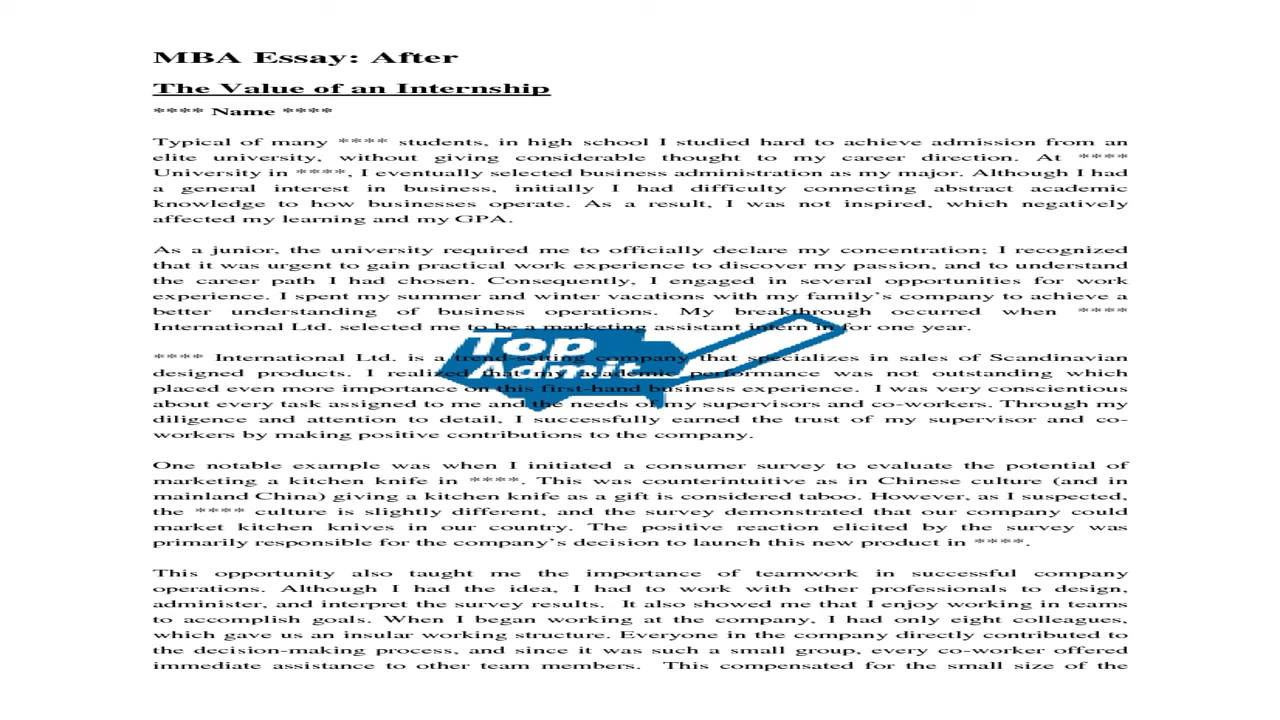 MBA Essay: After
The Value of an Internship
**** Name ****
Typical of many **** students, in high school I studied hard to achieve admission from an
elite university, without giving considerable thought to my career direction. At ****
University in ****, I eventually selected business administration as my major. Although I had
a general interest in business, initially I had difficulty connecting abstract academic
knowledge to how businesses operate. As a result, I was not inspired, which negatively
affected my learning and my GPA.
As a junior, the university required me to officially declare my concentration; I recognized
that it was urgent to gain practical work experience to discover my passion, and to understand
the career path I had chosen. Consequently, I engaged in several opportunities for work
experience. I spent my summer and winter vacations with my family's company to achieve a
better understanding of business operations. My breakthrough occurred when ****
International Ltd. selected me to be a marketing assistant intern in for one year.
Top
Admit
**** International Ltd. is a trend-setting company that specializes in sales of Scandinavian
designed products. I realized that my academic performance was not outstanding which
placed even more importance on this first-hand business experience. I was very conscientious
about every task assigned to me and the needs of my supervisors and co-workers. Through my
diligence and attention to detail, I successfully earned the trust of my supervisor and co-
workers by making positive contributions to the company.
One notable example was when I initiated a consumer survey to evaluate the potential of
marketing a kitchen knife in ****. This was counterintuitive as in Chinese culture (and in
mainland China) giving a kitchen knife as a gift is considered taboo. However, as I suspected,
the **** culture is slightly different, and the survey demonstrated that our company could
market kitchen knives in our country. The positive reaction elicited by the survey was
primarily responsible for the company's decision to launch this new product in ****.
This opportunity also taught me the importance of teamwork in successful company
operations. Although I had the idea, I had to work with other professionals to design,
administer, and interpret the survey results. It also showed me that I enjoy working in teams
to accomplish goals. When I began working at the company, I had only eight colleagues,
which gave us an insular working structure. Everyone in the company directly contributed to
the decision-making process, and since it was such a small group, every co-worker offered
immediate assistance to other team members. This compensated for the small size of the